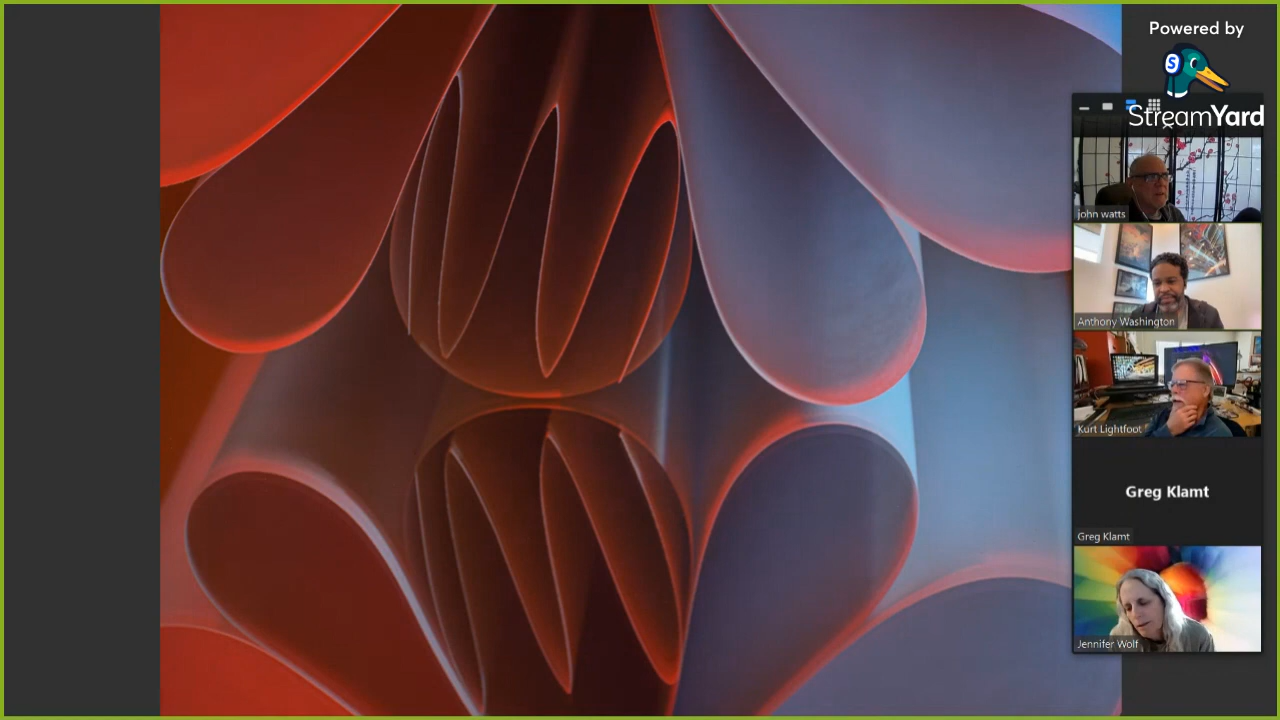 Powered by
S
StreamYard
john watts
Anthony Washington
Kurt Lightfoot
Greg Klamt
Greg Klamt
Jennifer Wolf